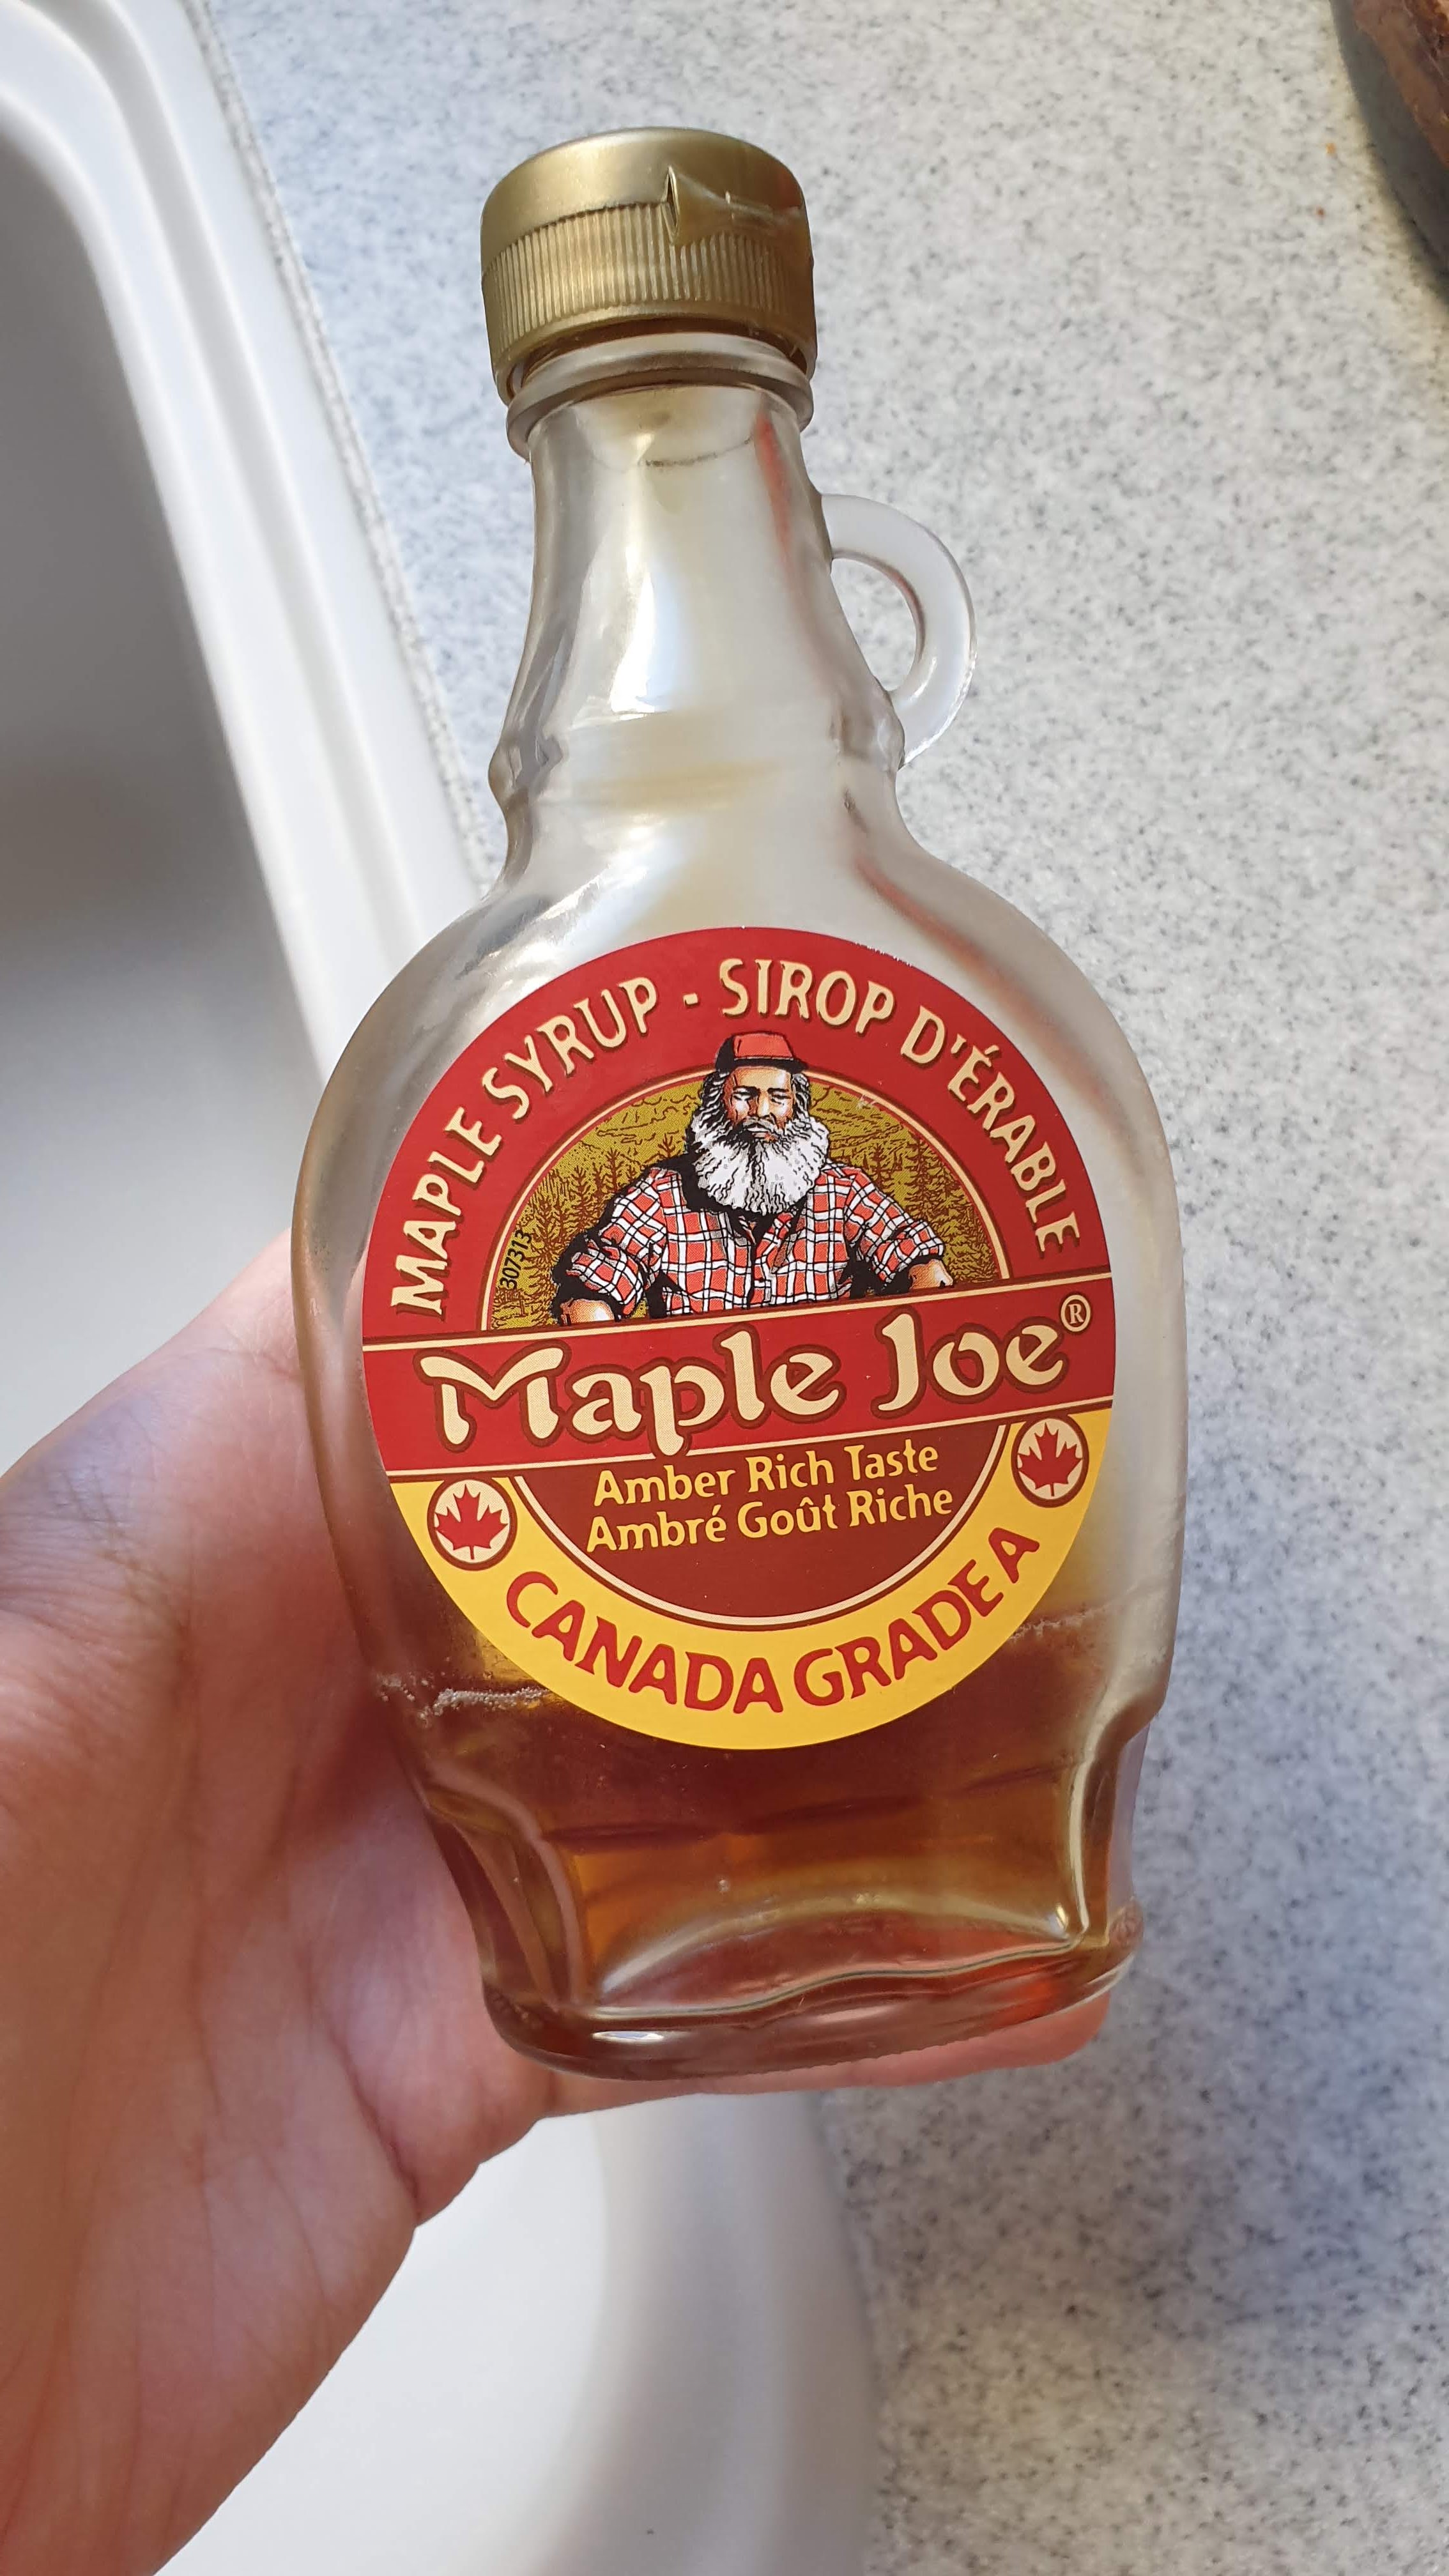 MAPLE SYRUP - SIROP D'ÉRABLE
307313
Maple Joe®
Amber Rich Taste
Ambré Goût Riche
CANADA GRADE A